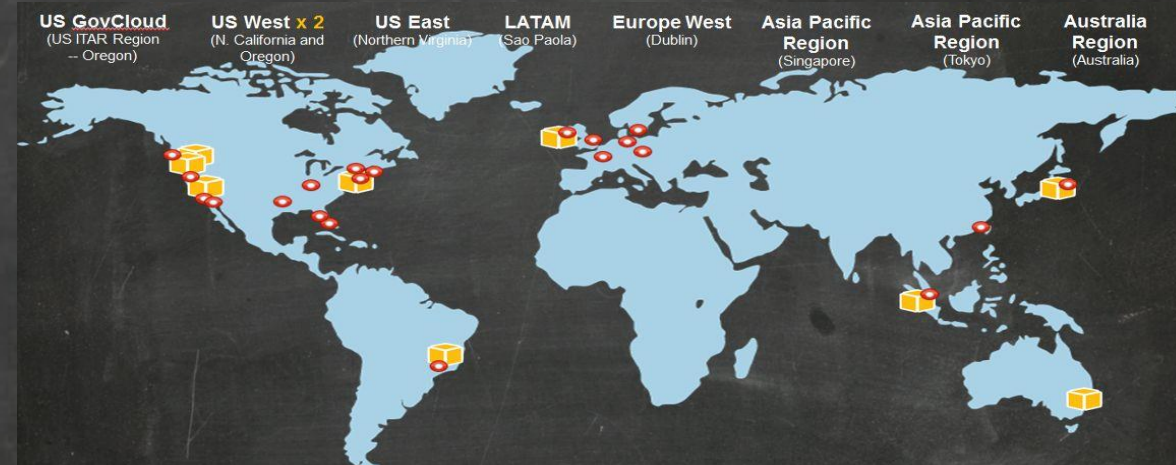 US GovCloud
(US ITAR Region
-- Oregon)
US West x 2
(N. California and
Oregon)
US East
(Northern Virginia)
LATAM
(Sao Paola)
Europe West
(Dublin)
Asia Pacific
Region
(Singapore)
Asia Pacific
Region
(Tokyo)
Australia
Region
(Australia)